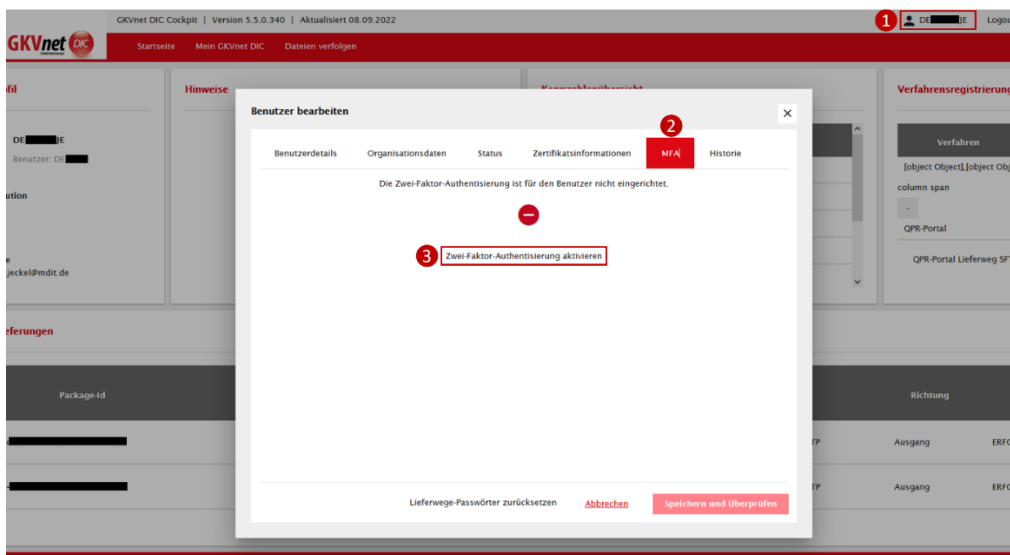 GKVnet DIC Cockpit | Version 5.5.0.340 | Aktualisiert 08.09.2022
1
DE JE
Logou
GKVnet DIC
Startseite
Mein GKVnet DIC
Dateien verfolgen
ofil
Hinweise
Kennzahlenübersicht
Verfahrensregistrierung
Benutzer bearbeiten
2
DE JE
Benutzer: DE
ution
e
jeckel@mdit.de
Benutzerdetails
Organisationsdaten
Status
Zertifikatsinformationen
MFA
Historie
Verfahren
[object Object],[object Obj
column span
-
QPR-Portal
QPR-Portal Lieferweg SFT
Die Zwei-Faktor-Authentisierung ist für den Benutzer nicht eingerichtet.
3
Zwei-Faktor-Authentisierung aktivieren
eferungen
Package-Id
Richtung
TP
Ausgang
ERFO
TP
Ausgang
ERFO
Lieferwege-Passwörter zurücksetzen
Abbrechen
Speichern und Überprüfen